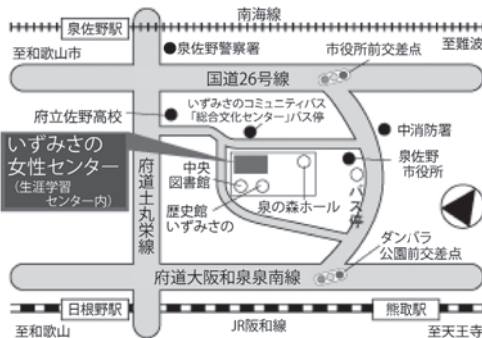 南海線
泉佐野駅
至和歌山市
至難波
泉佐野警察署
市役所前交差点
国道26号線
府立佐野高校
いずみさのコミュニティバス
「総合文化センター」バス停
中消防署
いずみさの
女性センター
(生涯学習
センター内)
中央
図書館
泉佐野
市役所
バス停
歴史館
いずみさの
泉の森ホール
府道土丸栄線
ダンバラ
公園前交差点
府道大阪和泉泉南線
日根野駅
熊取駅
至和歌山
JR阪和線
至天王寺